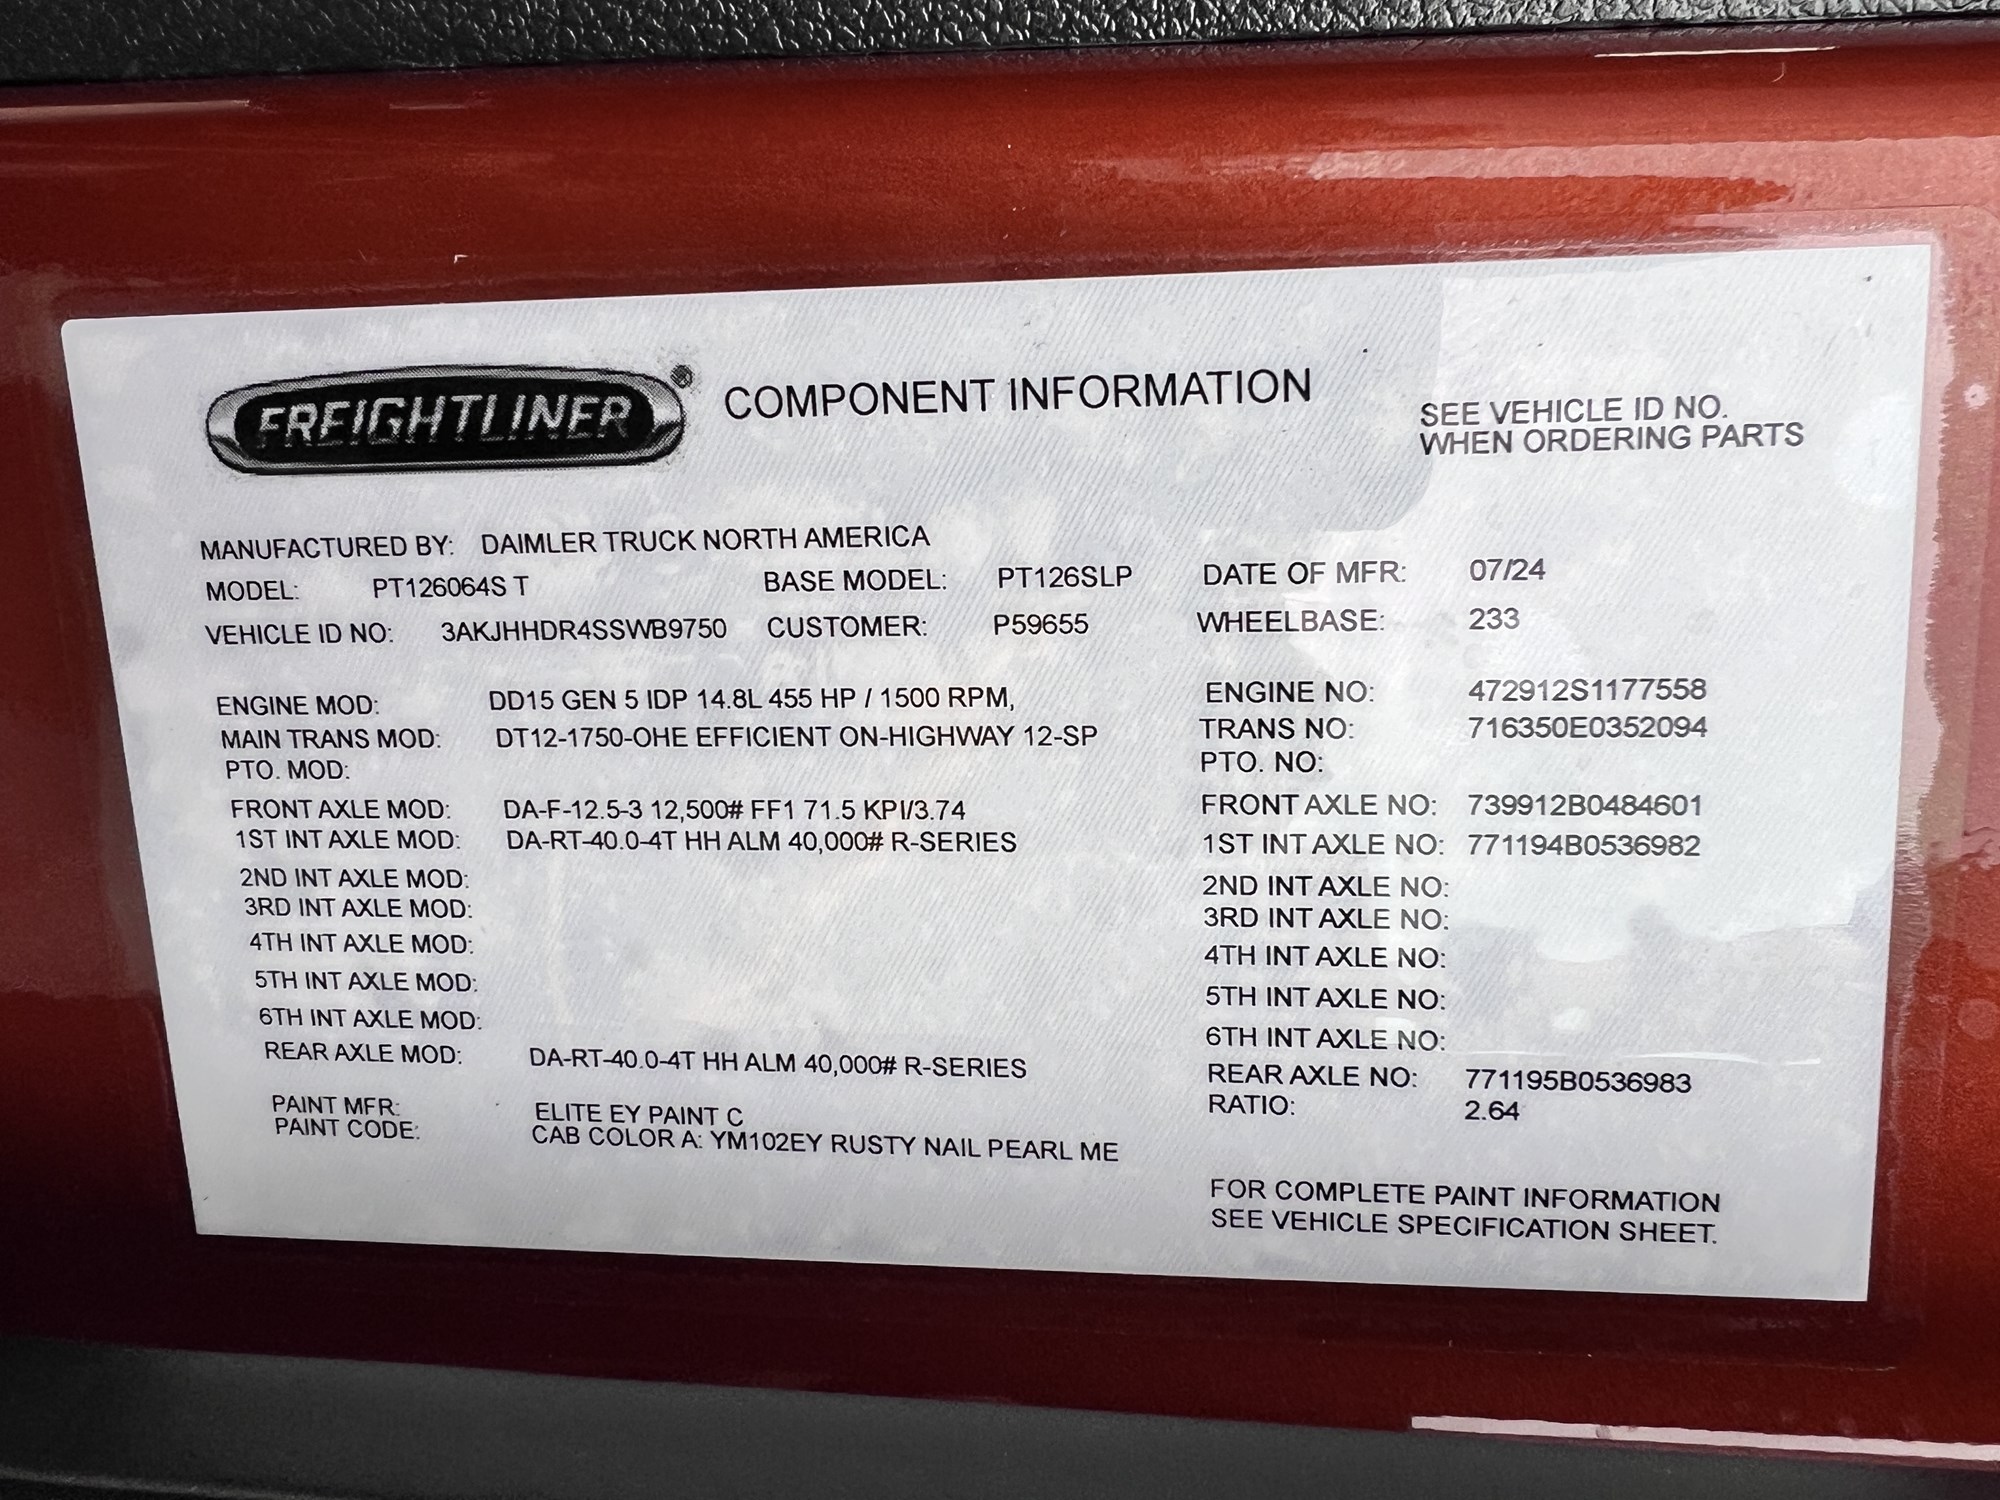 FREIGHTLINER® COMPONENT INFORMATION
SEE VEHICLE ID NO.
WHEN ORDERING PARTS
MANUFACTURED BY: DAIMLER TRUCK NORTH AMERICA
MODEL: PT126064S T BASE MODEL: PT126SLP DATE OF MFR: 07/24
VEHICLE ID NO: 3AKJHHDR4SSWB9750 CUSTOMER: P59655 WHEELBASE: 233
ENGINE MOD: DD15 GEN 5 IDP 14.8L 455 HP / 1500 RPM, ENGINE NO: 472912S1177558
MAIN TRANS MOD: DT12-1750-OHE EFFICIENT ON-HIGHWAY 12-SP TRANS NO: 716350E0352094
PTO. MOD: PTO. NO:
FRONT AXLE MOD: DA-F-12.5-3 12,500# FF1 71.5 KPI/3.74 FRONT AXLE NO: 739912B0484601
1ST INT AXLE MOD: DA-RT-40.0-4T HH ALM 40,000# R-SERIES 1ST INT AXLE NO: 771194B0536982
2ND INT AXLE MOD: 2ND INT AXLE NO:
3RD INT AXLE MOD: 3RD INT AXLE NO:
4TH INT AXLE MOD: 4TH INT AXLE NO:
5TH INT AXLE MOD: 5TH INT AXLE NO:
6TH INT AXLE MOD: 6TH INT AXLE NO:
REAR AXLE MOD: DA-RT-40.0-4T HH ALM 40,000# R-SERIES REAR AXLE NO: 771195B0536983
PAINT MFR: ELITE EY PAINT C RATIO: 2.64
PAINT CODE: CAB COLOR A: YM102EY RUSTY NAIL PEARL ME
FOR COMPLETE PAINT INFORMATION
SEE VEHICLE SPECIFICATION SHEET.